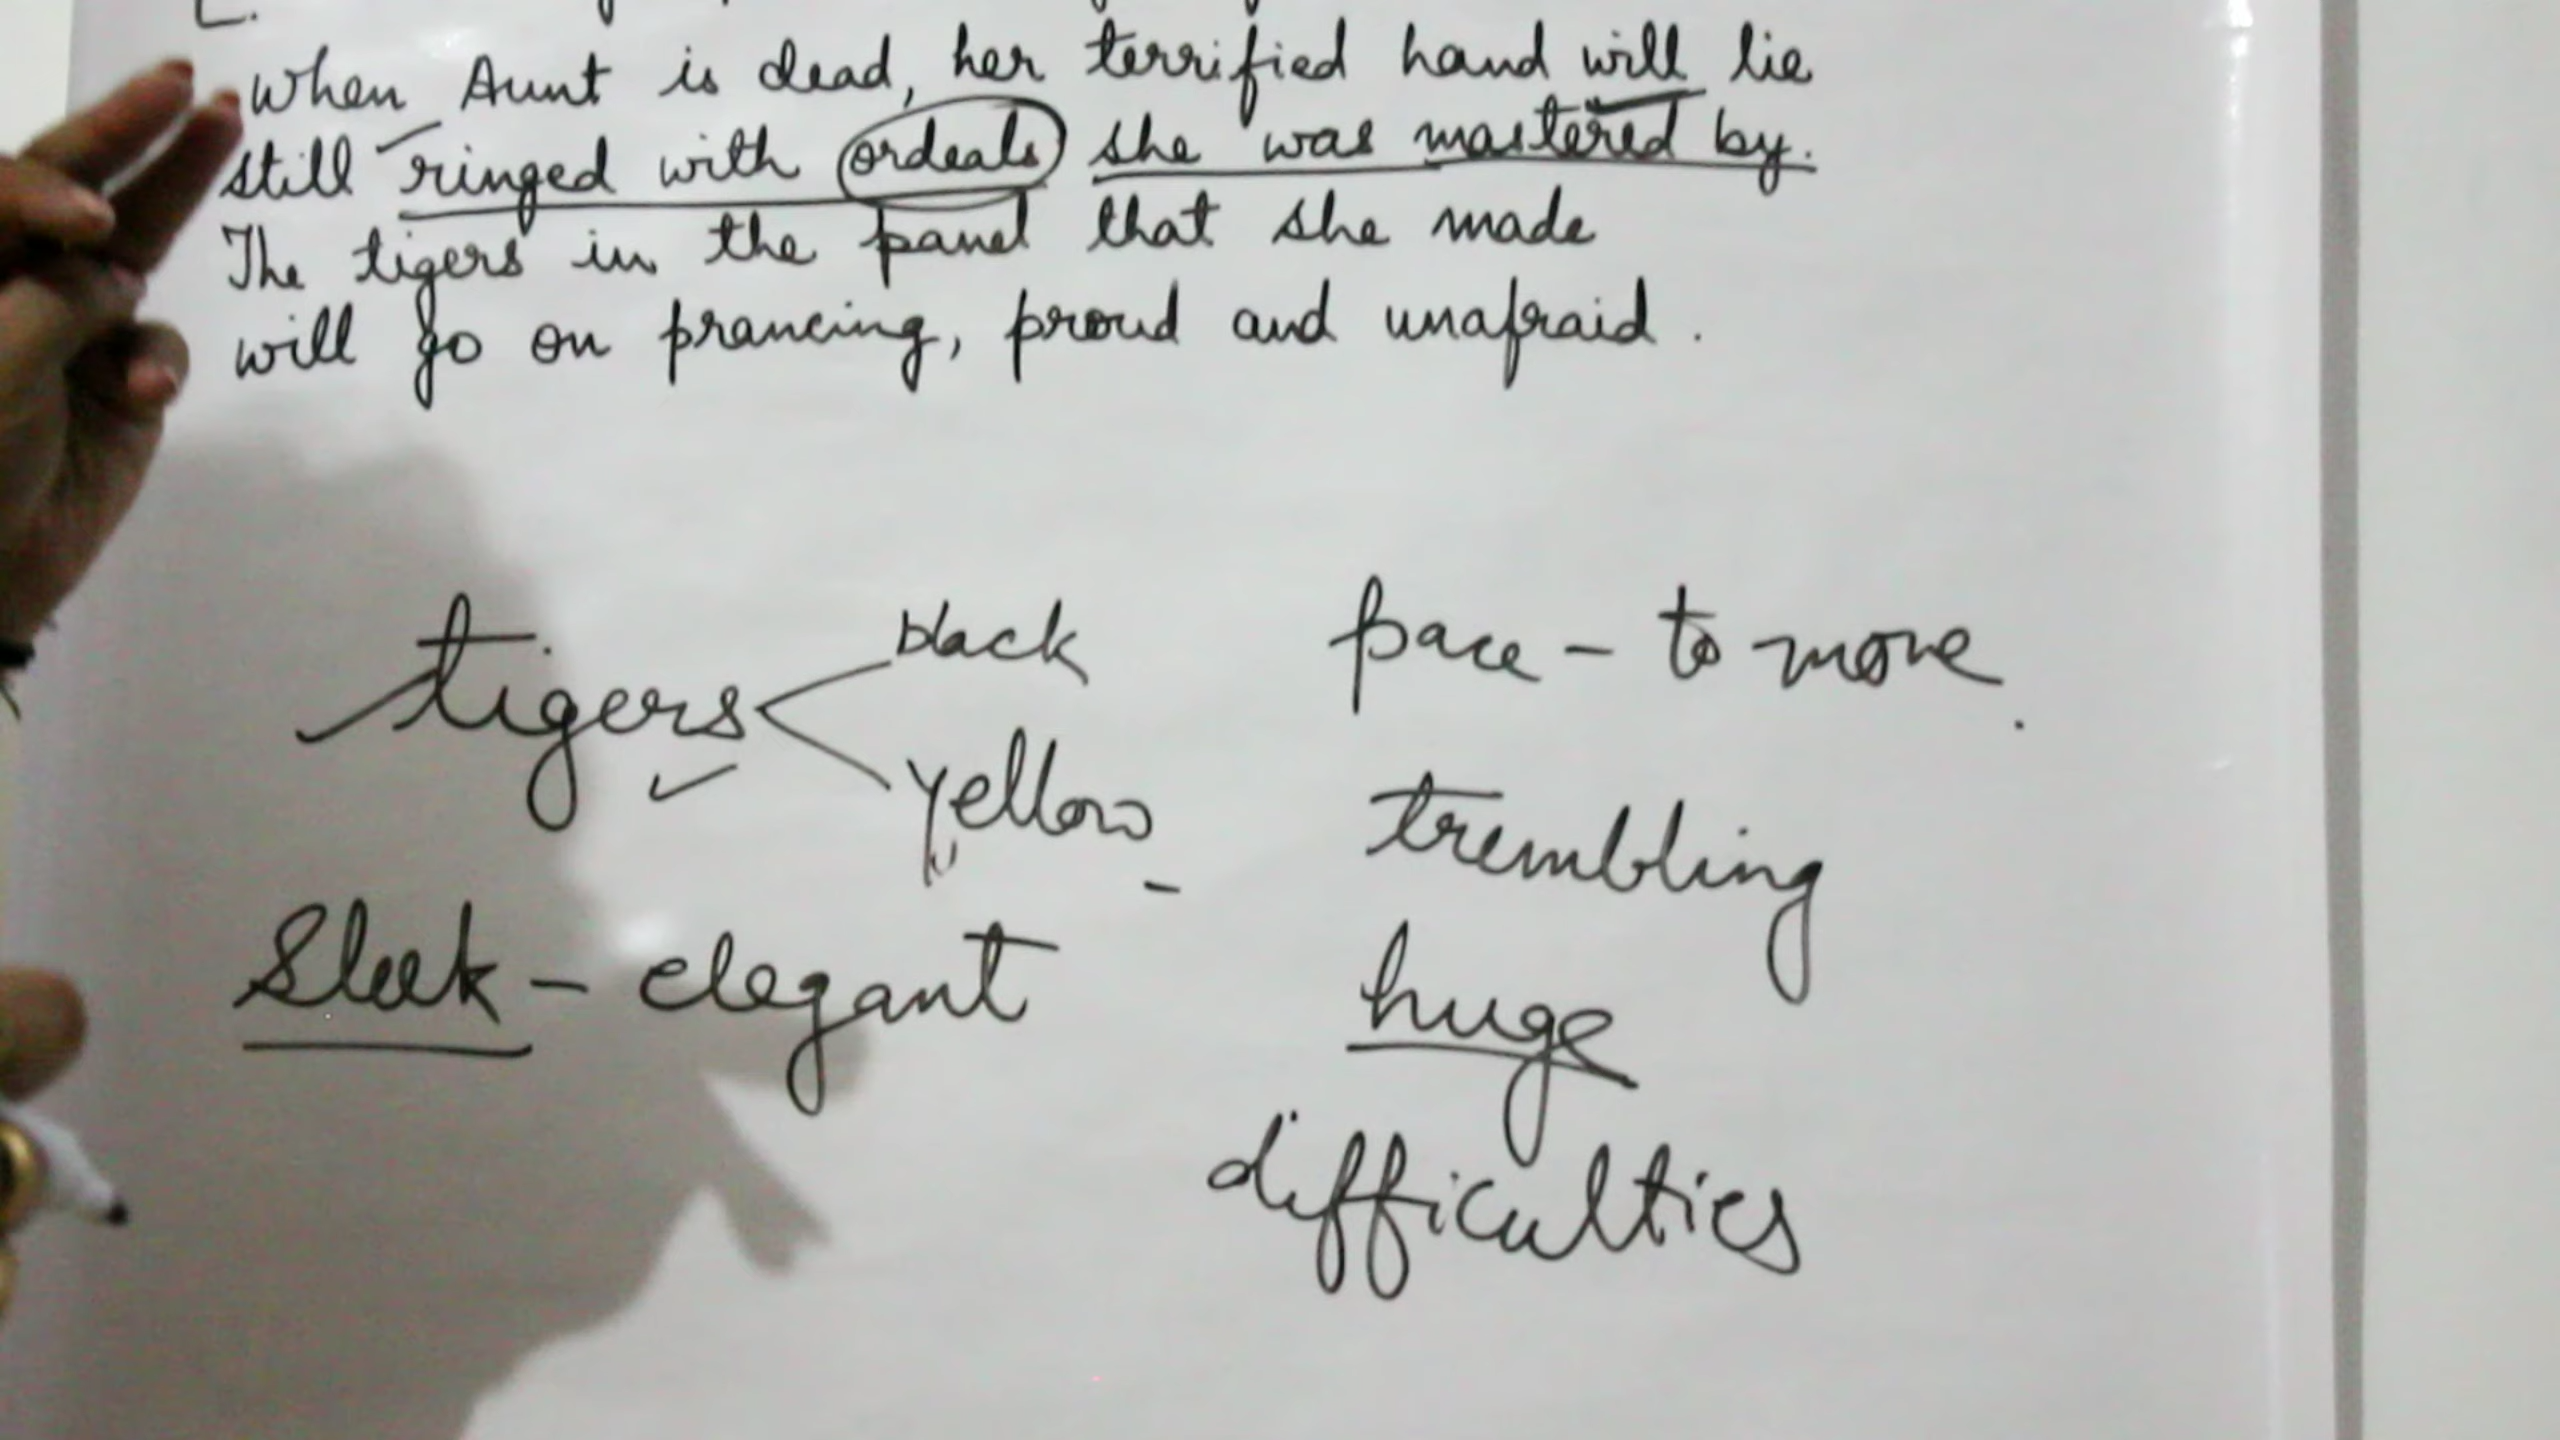 When Aunt is dead, her terrified hand will lie
still ringed with ordeals she was mastered by.
The tigers in the panel that she made
will go on prancing, proud and unafraid.
tigers
black
yellow
pace - to move
trembling
Sleek - elegant
huge
difficulties